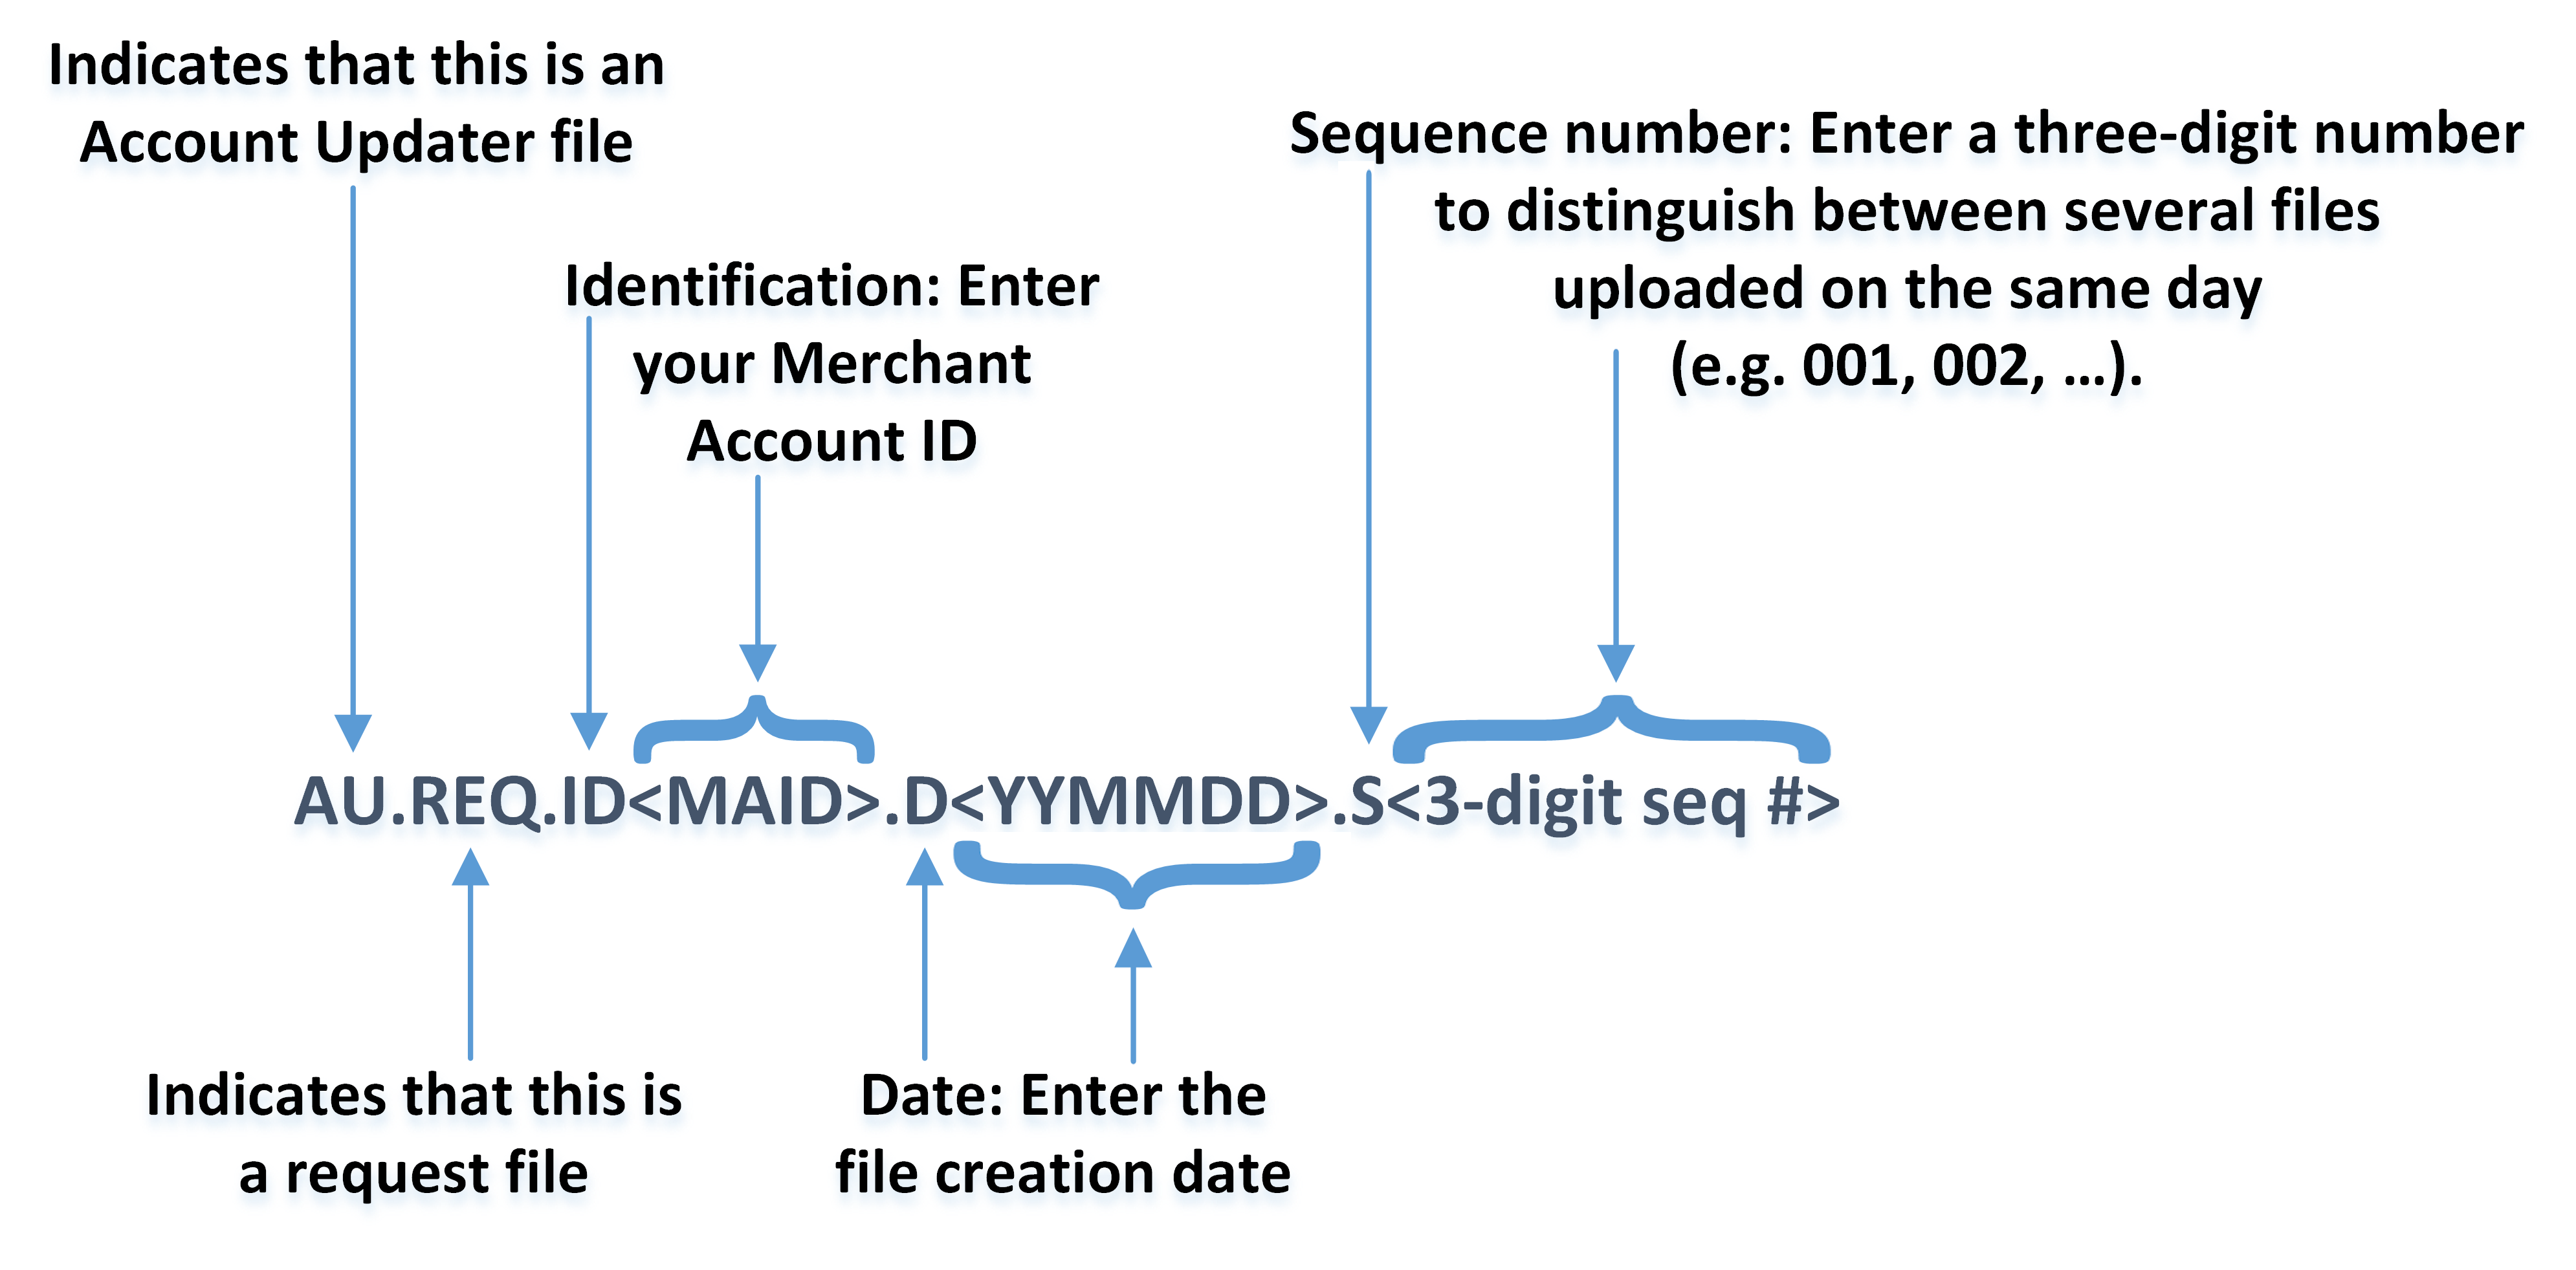 Indicates that this is an
Account Updater file
Sequence number: Enter a three-digit number
to distinguish between several files
uploaded on the same day
(e.g. 001, 002, …).
Identification: Enter
your Merchant
Account ID
AU.REQ.ID<MAID>.D<YYMMDD>.S<3-digit seq #>
Indicates that this is
a request file
Date: Enter the
file creation date